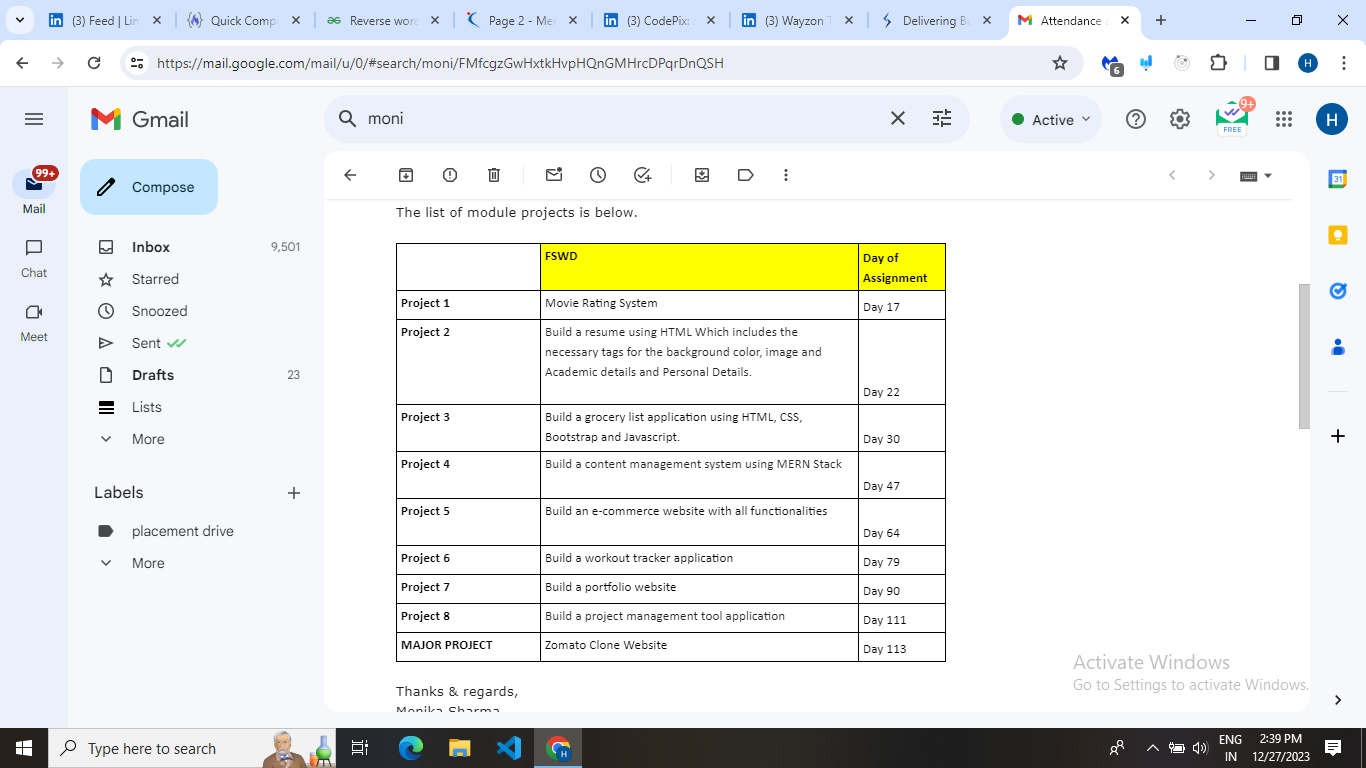 (3) Feed | Lin
Quick Comp
Reverse word
Page 2 - Me
(3) CodePix
(3) Wayzon T
Delivering B
Attendance
https://mail.google.com/mail/u/0/#search/moni/FMfcgzGwHxtkHvpHQnGMHrcDPqrDnQSH
6
H
Gmail
moni
Active
9+
FREE
H
99+
Mail
Chat
Meet
Compose
Inbox 9,501
Starred
Snoozed
Sent
Drafts 23
Lists
More
Labels
placement drive
More
31
The list of module projects is below.
FSWD
Day of
Assignment
Project 1 Movie Rating System Day 17
Project 2 Build a resume using HTML Which includes the
necessary tags for the background color, image and
Academic details and Personal Details.
Day 22
Project 3 Build a grocery list application using HTML, CSS,
Bootstrap and Javascript. Day 30
Project 4 Build a content management system using MERN Stack
Day 47
Project 5 Build an e-commerce website with all functionalities
Day 64
Project 6 Build a workout tracker application Day 79
Project 7 Build a portfolio website Day 90
Project 8 Build a project management tool application Day 111
MAJOR PROJECT Zomato Clone Website Day 113
Thanks & regards,
Monika Sharma
Activate Windows
Go to Settings to activate Windows.
Type here to search
H
ENG
IN
2:39 PM
12/27/2023